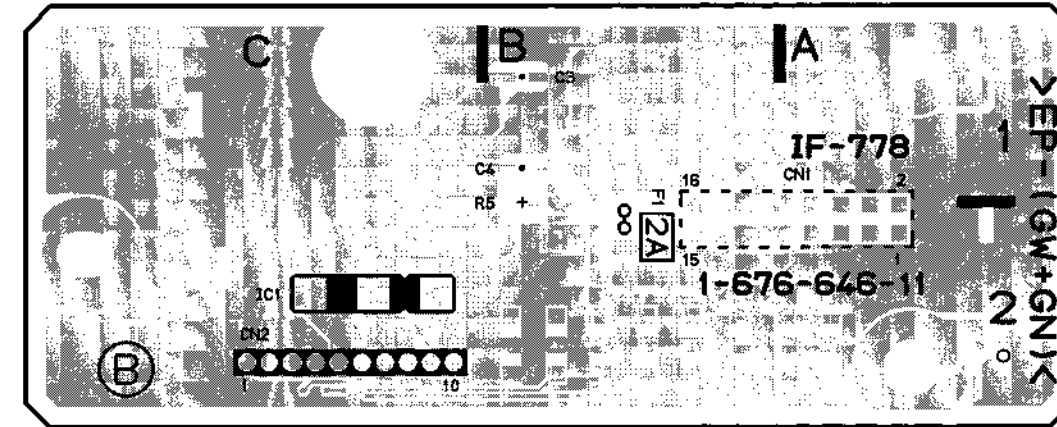 C
B
A
C3
>EP-(GW+GN)<
1
IF-778
C4
CN1
16
2
R5
F1
2A
15
1
1-676-646-11
IC1
2
CN2
B
1
10